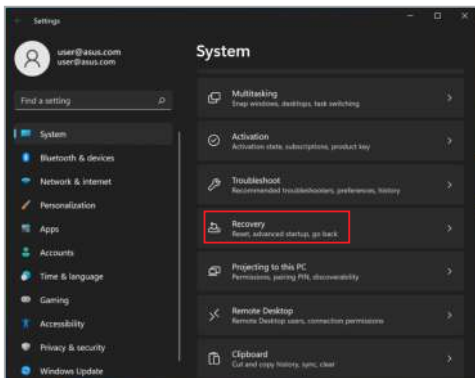 Settings
user@asus.com
user@asus.com
Find a setting
System
Bluetooth & devices
Network & internet
Personalization
Apps
Accounts
Time & language
Gaming
Accessibility
Privacy & security
Windows Update
System
Multitasking
Snap windows, desktops, task switching
Activation
Activation state, subscriptions, product key
Troubleshoot
Recommended troubleshooters, preferences, history
Recovery
Reset, advanced startup, go back
Projecting to this PC
Permissions, pairing PIN, discoverability
Remote Desktop
Remote Desktop users, connection permissions
Clipboard
Cut and copy history, sync, clear